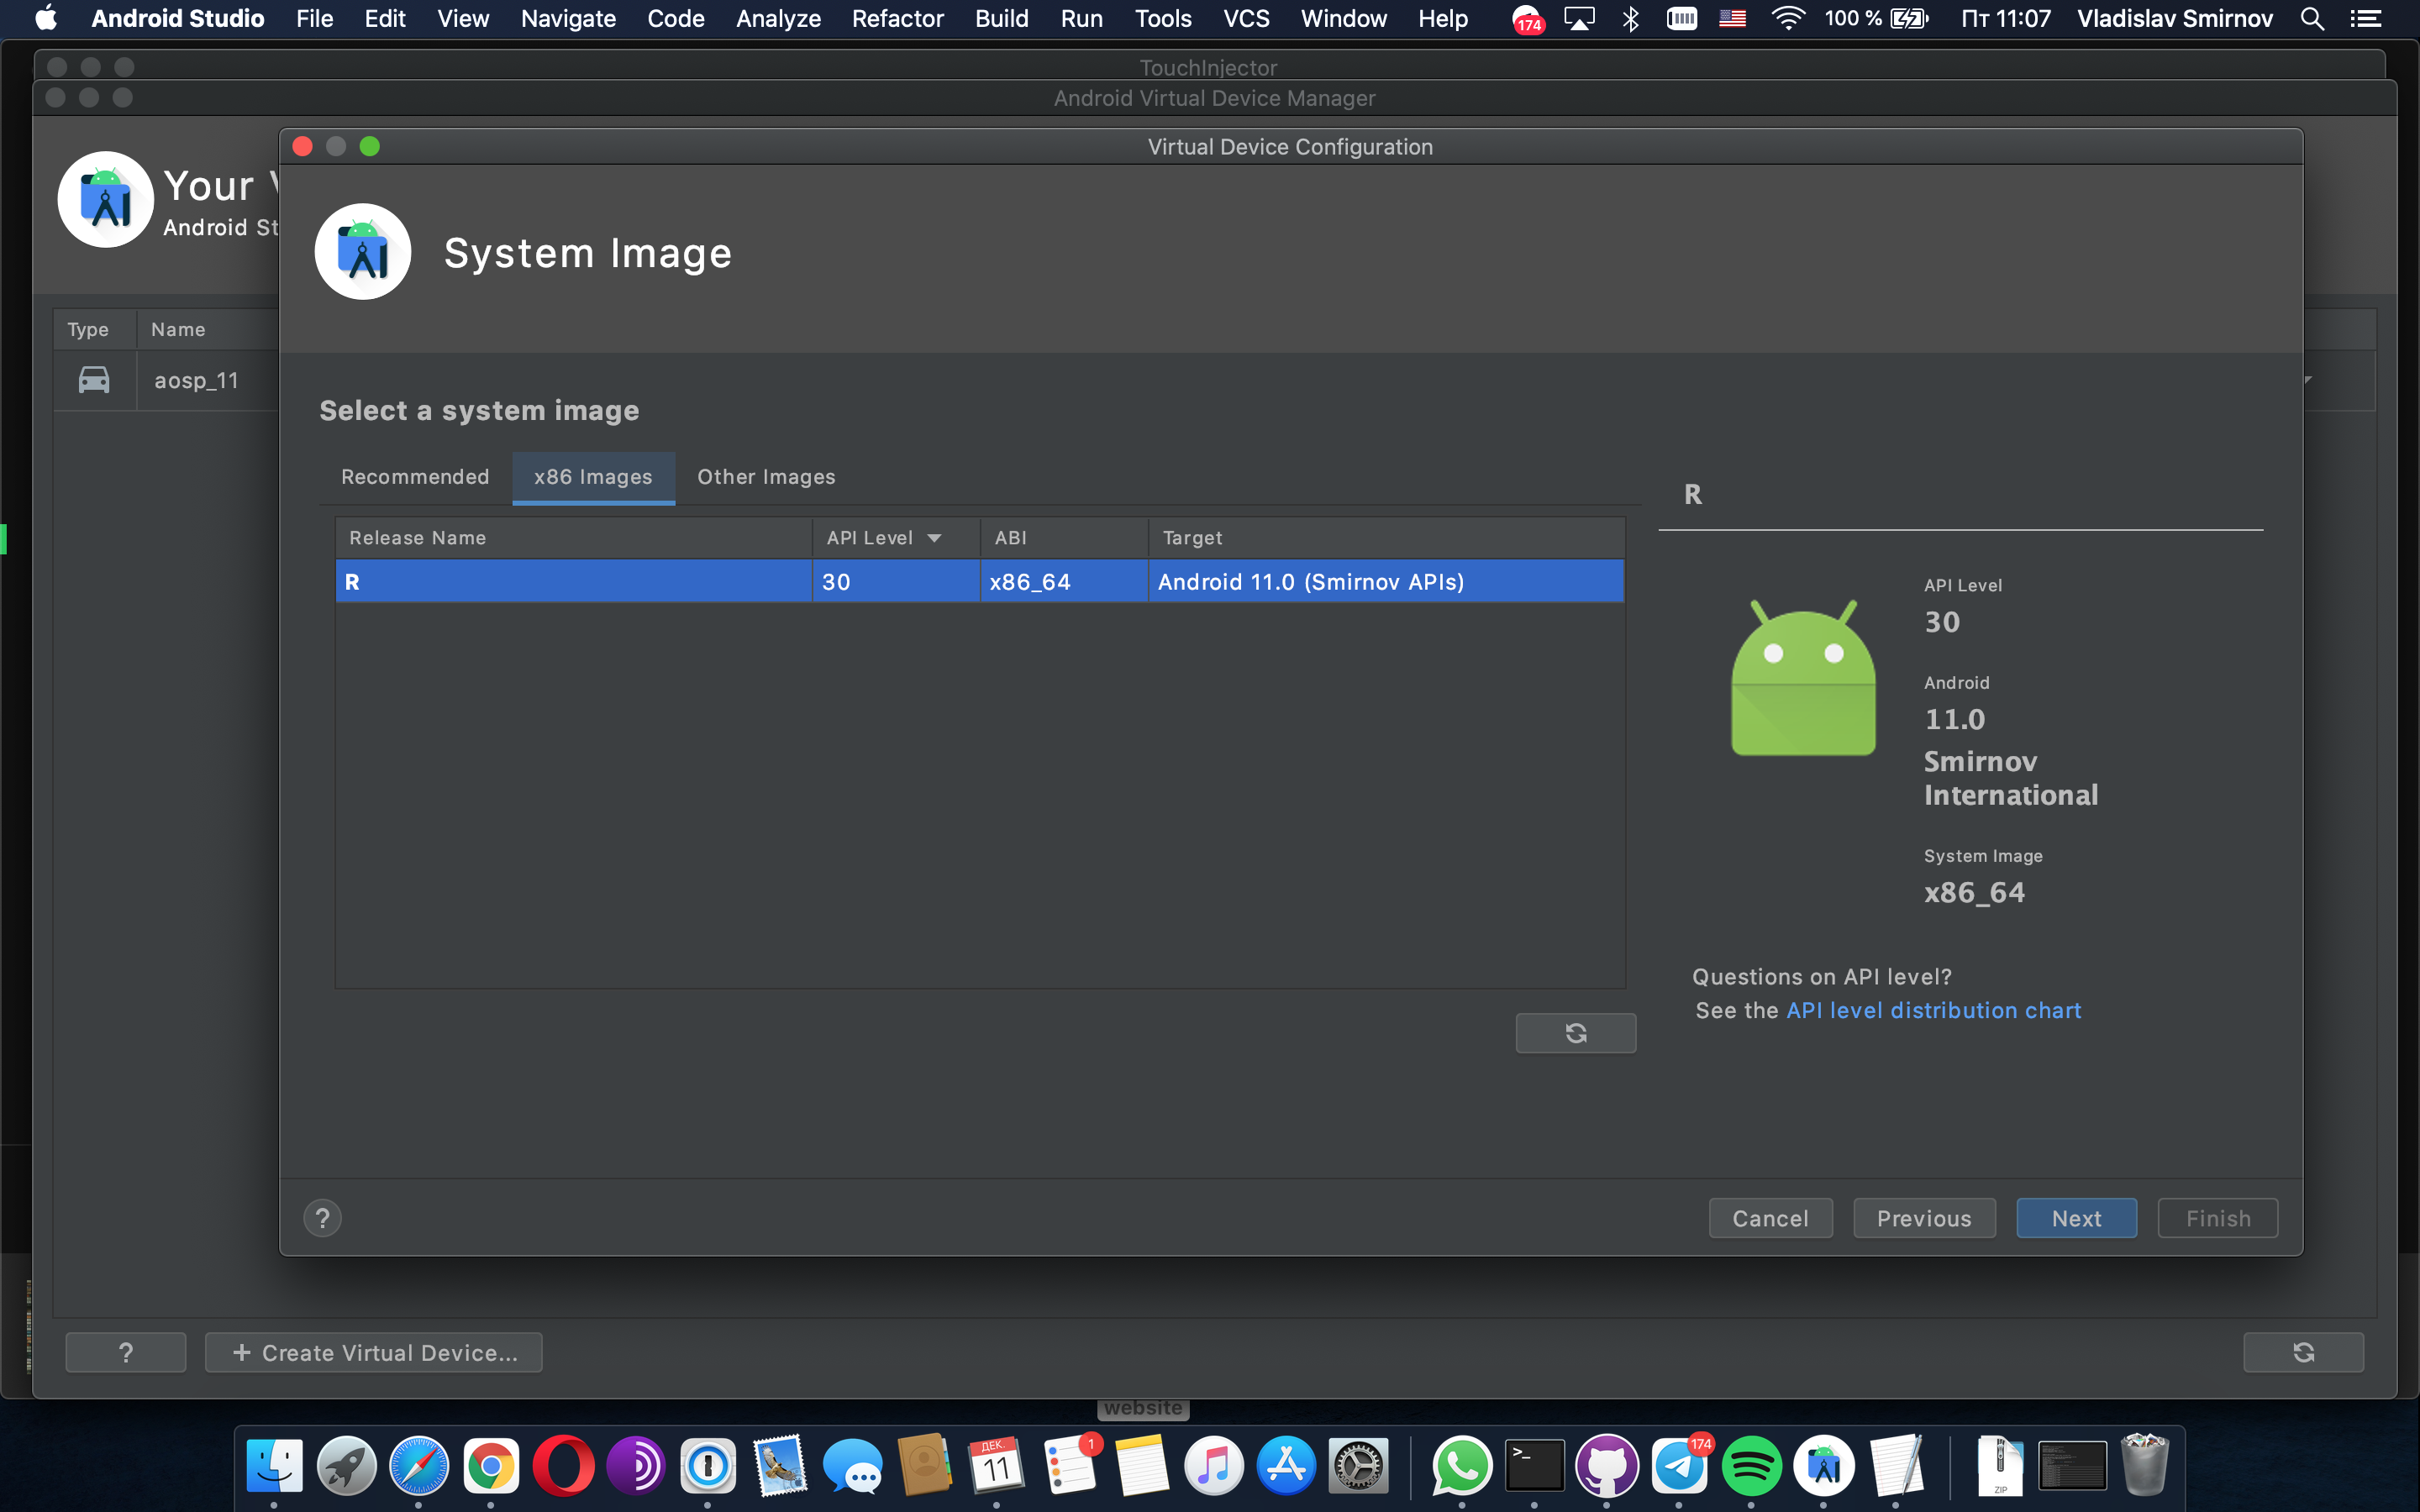 Android Studio File Edit View Navigate Code Analyze Refactor Build Run Tools VCS Window Help 174 100 % Пт 11:07 Vladislav Smirnov
TouchInjector
Android Virtual Device Manager
Virtual Device Configuration
Your
Android St
System Image
Type Name
aosp_11
Select a system image
Recommended x86 Images Other Images
R
Release Name API Level ABI Target
R 30 x86_64 Android 11.0 (Smirnov APIs)
API Level
30
Android
11.0
Smirnov
International
System Image
x86_64
Questions on API level?
See the API level distribution chart
? Cancel Previous Next Finish
? + Create Virtual Device...
website
ДЕК.
11
1
174
>_
ZIP